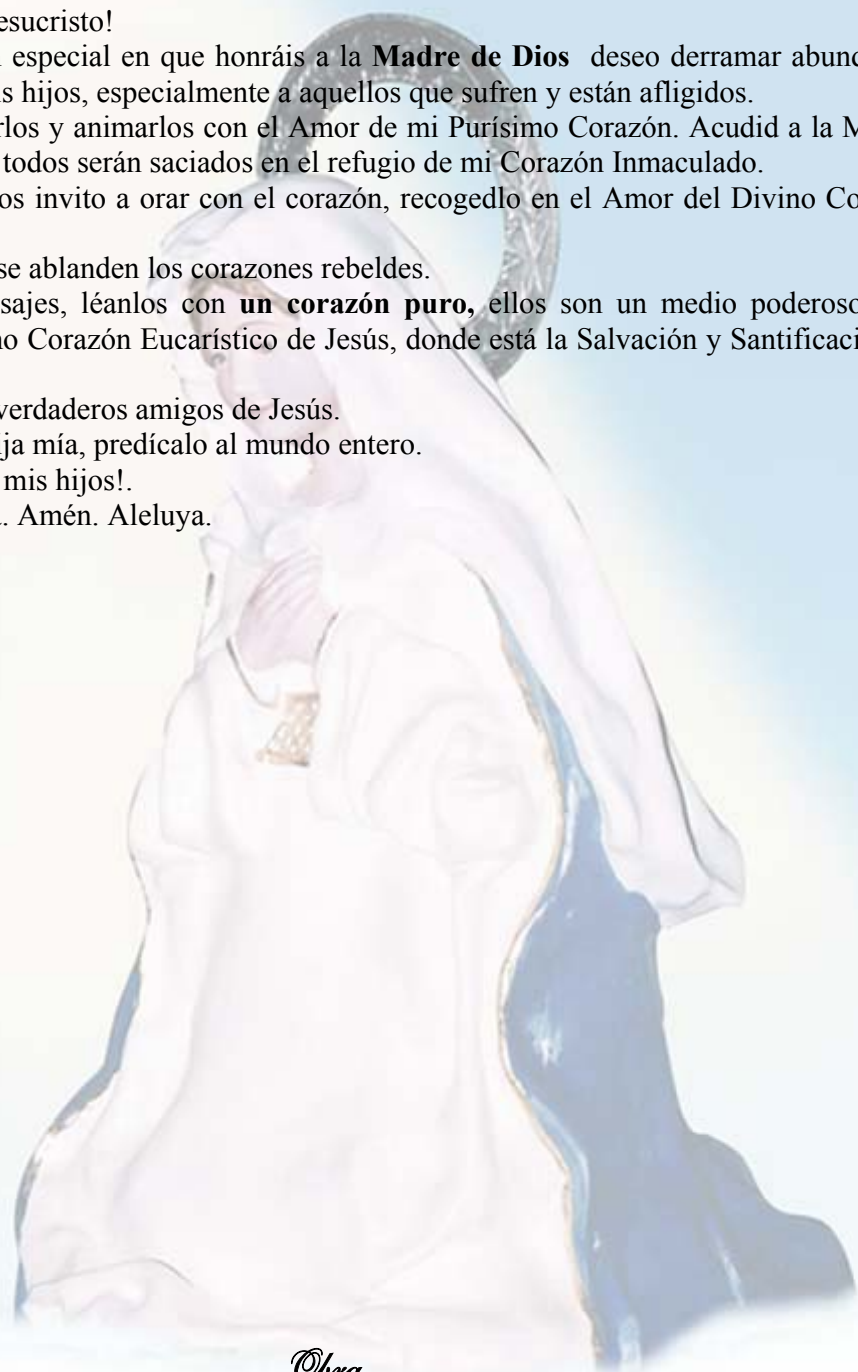 esucristo!
especial en que honráis a la Madre de Dios deseo derramar abund
s hijos, especialmente a aquellos que sufren y están afligidos.
rlos y animarlos con el Amor de mi Purísimo Corazón. Acudid a la M
todos serán saciados en el refugio de mi Corazón Inmaculado.
os invito a orar con el corazón, recogedlo en el Amor del Divino Co
se ablanden los corazones rebeldes.
sajes, léanlos con un corazón puro, ellos son un medio poderoso
no Corazón Eucarístico de Jesús, donde está la Salvación y Santificaci
verdaderos amigos de Jesús.
ija mía, predícalo al mundo entero.
mis hijos!.
. Amén. Aleluya.
Obra